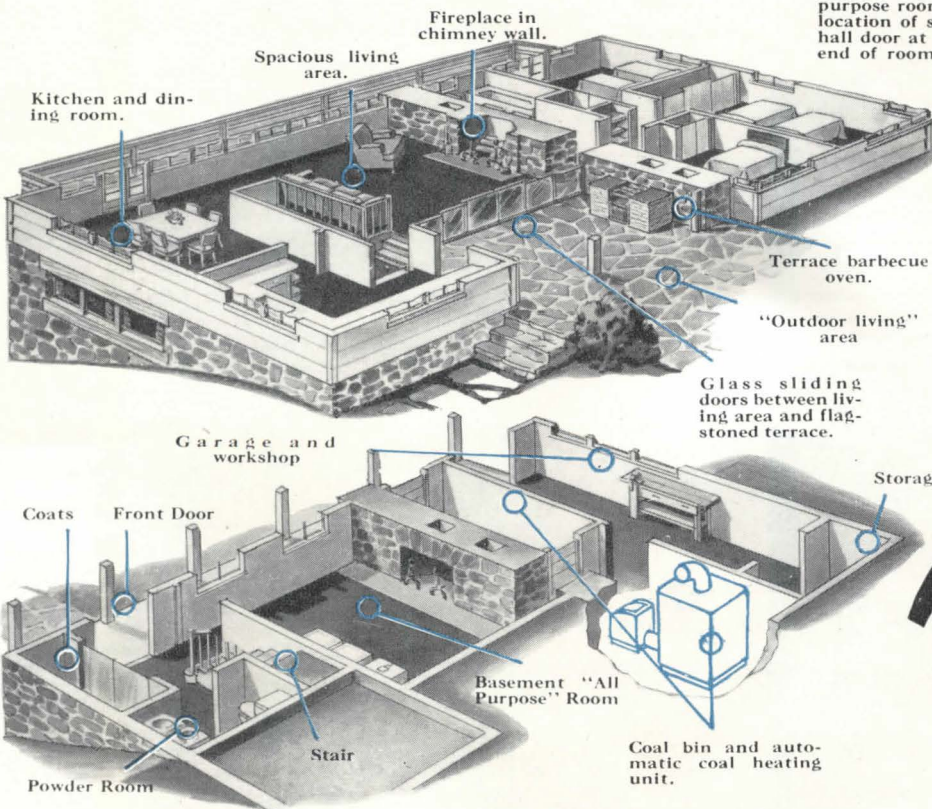 purpose room
location of s
hall door at
end of room
Fireplace in
chimney wall.
Spacious living
area.
Kitchen and din-
ing room.
Terrace barbecue
oven.
"Outdoor living"
area
Glass sliding
doors between liv-
ing area and flag-
stoned terrace.
Garage and
workshop
Storag
Coats
Front Door
Basement "All
Purpose" Room
Stair
Powder Room
Coal bin and auto-
matic coal heating
unit.